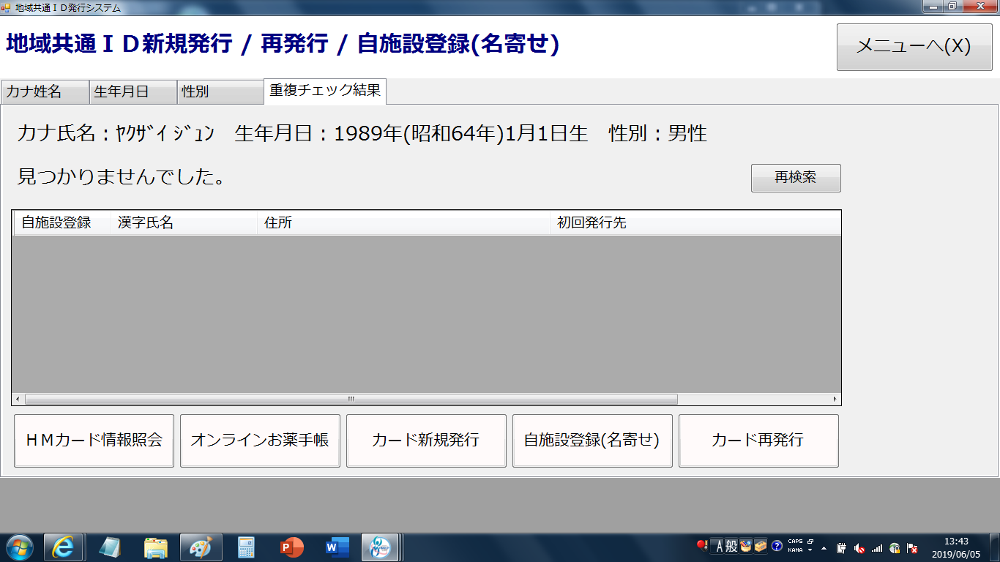 地域共通ＩＤ発行システム
地域共通ＩＤ新規発行 / 再発行 / 自施設登録(名寄せ)
メニューへ(X)
カナ姓名 生年月日 性別 重複チェック結果
カナ氏名：ﾔｸｻﾞｲ ｼﾞｭﾝ 生年月日：1989年(昭和64年)1月1日生 性別：男性
見つかりませんでした。
再検索
自施設登録 漢字氏名 住所 初回発行先
ＨＭカード情報照会 オンラインお薬手帳 カード新規発行 自施設登録(名寄せ) カード再発行
A 般
CAPS
KANA
13:43
2019/06/05